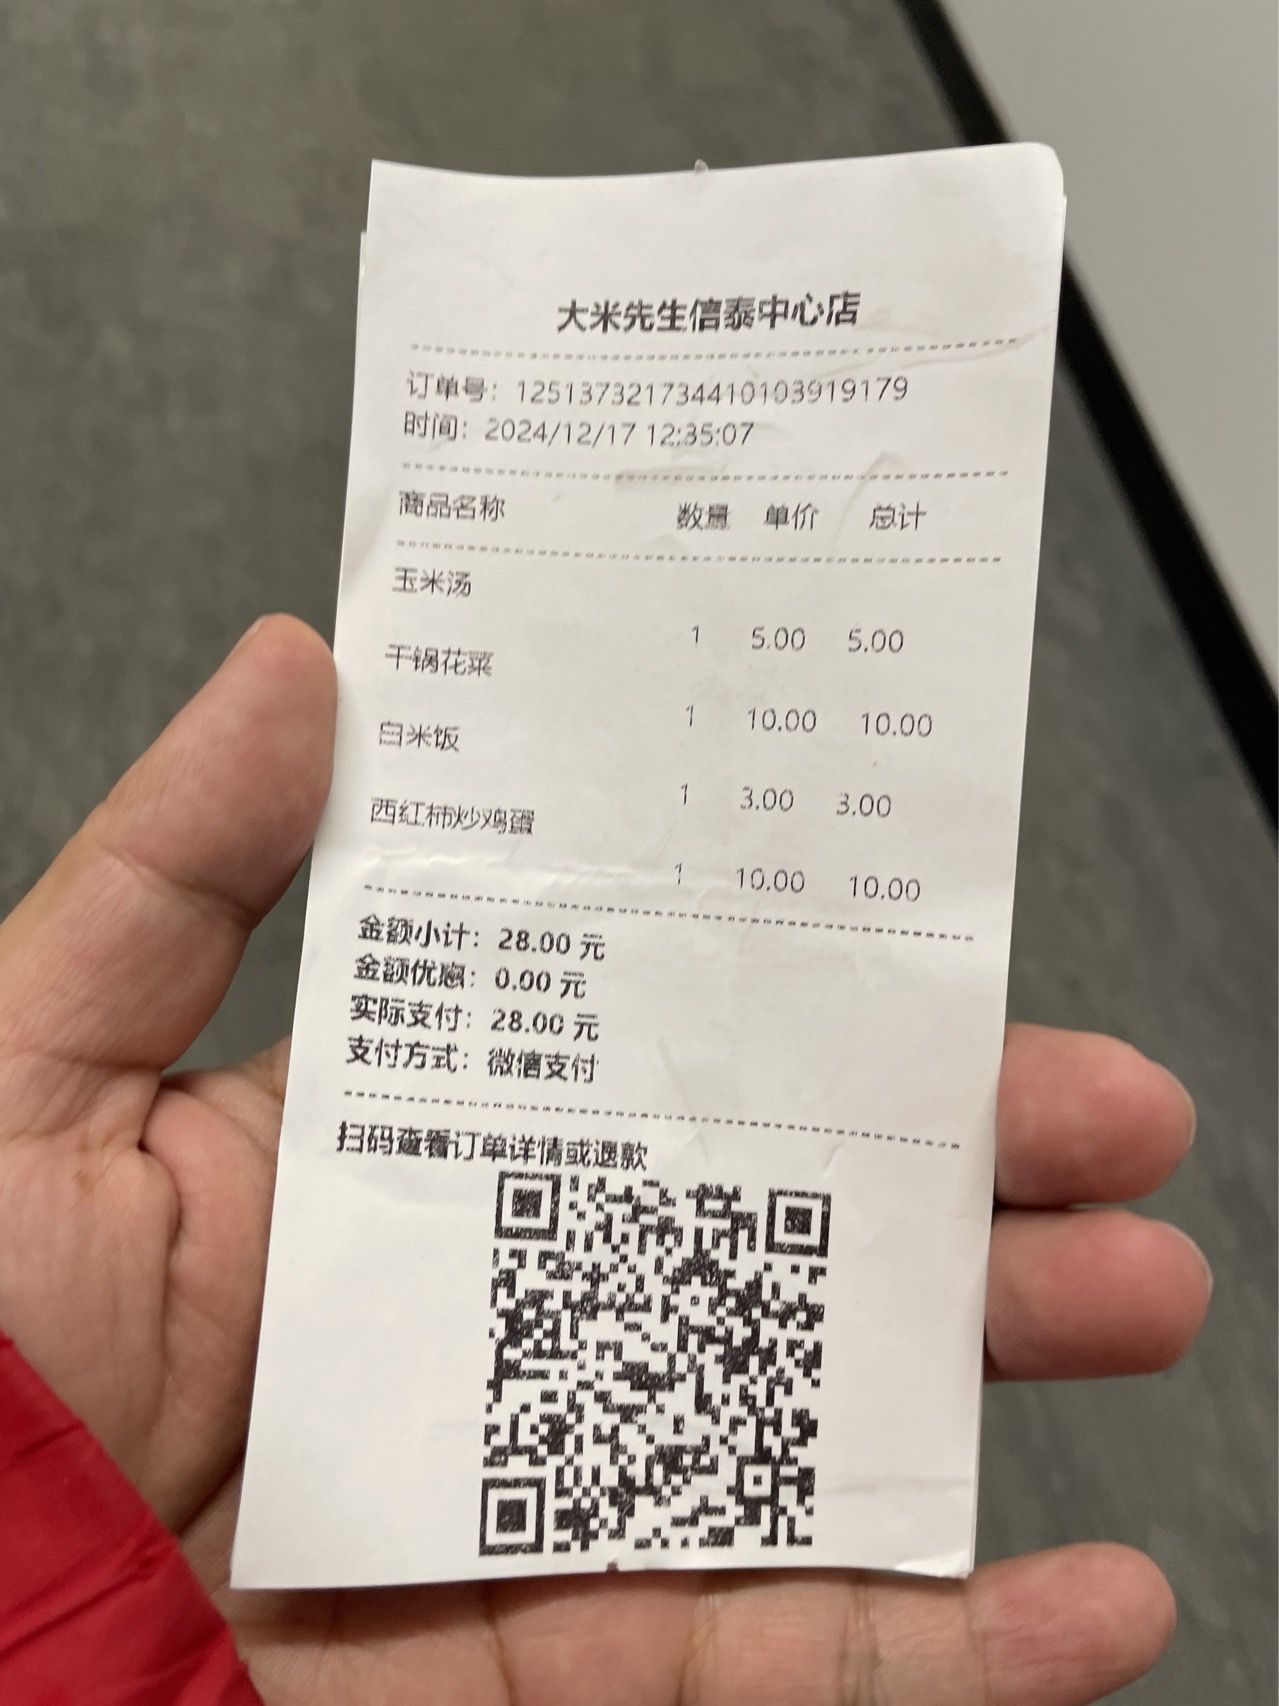 大米先生信泰中心店
订单号：12513732173441010391­9179
时间：2024/12/17 12:35:07
商品名称 数量 单价 总计
玉米汤
1 5.00 5.00
干锅花菜
1 10.00 10.00
白米饭
1 3.00 3.00
西红柿炒鸡蛋
1 10.00 10.00
金额小计：28.00 元
金额优惠：0.00 元
实际支付：28.00 元
支付方式：微信支付
扫码查看订单详情或退款